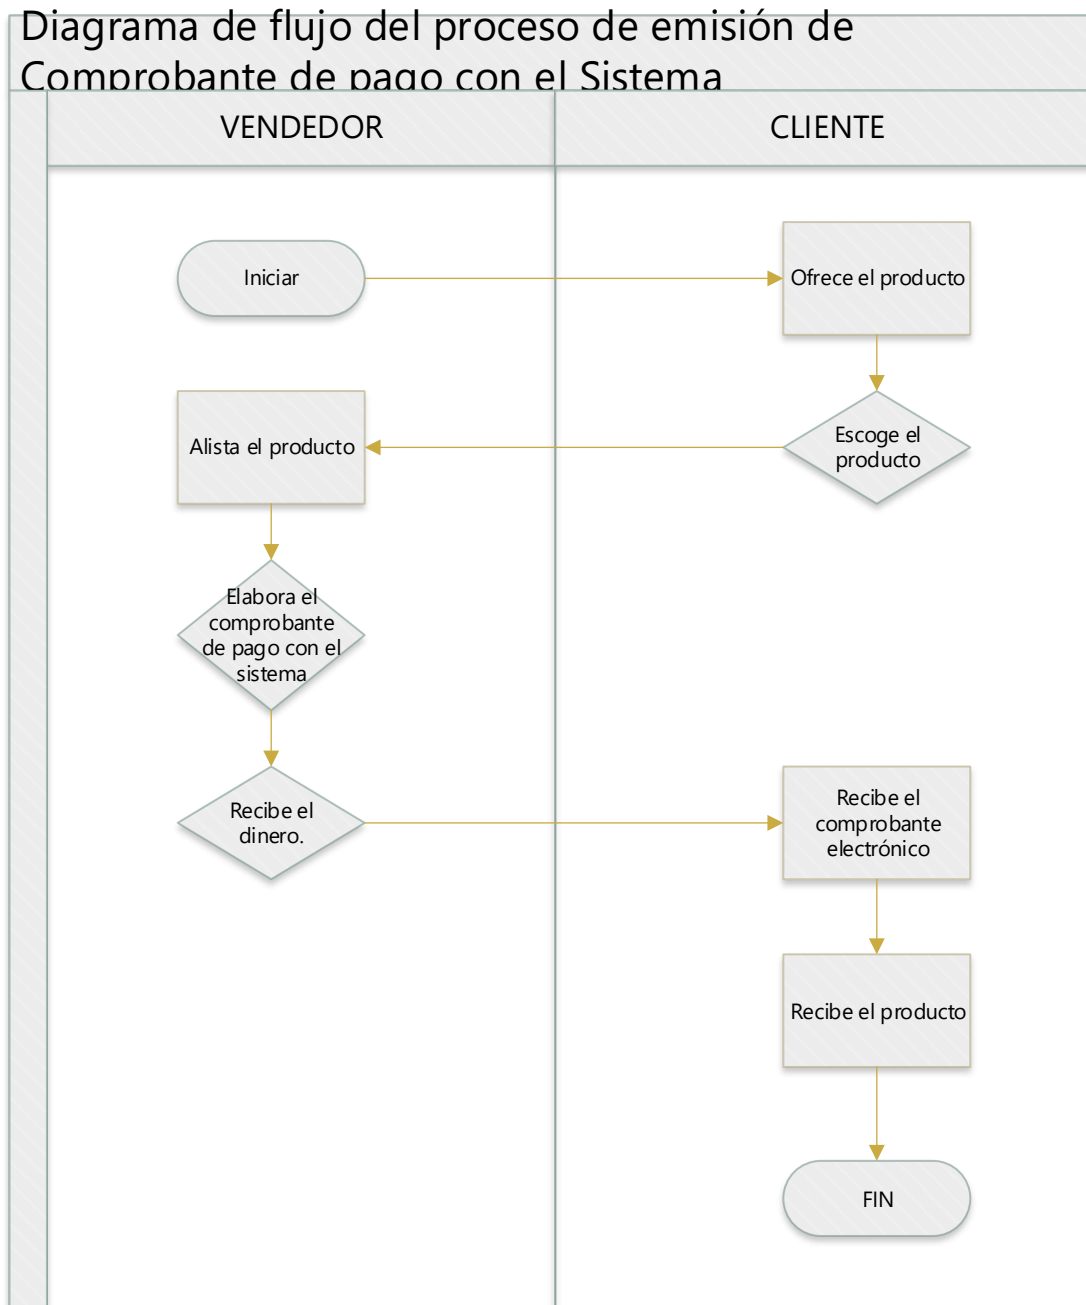 Diagrama de flujo del proceso de emisión de
Comprobante de pago con el Sistema
VENDEDOR
CLIENTE
Iniciar
Ofrece el producto
Escoge el
producto
Alista el producto
Elabora el
comprobante
de pago con el
sistema
Recibe el
dinero.
Recibe el
comprobante
electrónico
Recibe el producto
FIN